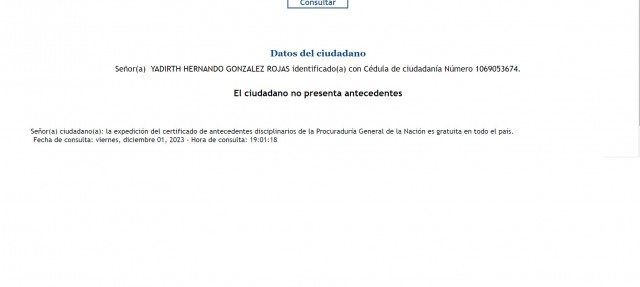 Consultar
Datos del ciudadano
Señor(a) YADIRTH HERNANDO GONZALEZ ROJAS identificado(a) con Cédula de ciudadanía Número 1069053674.
El ciudadano no presenta antecedentes
Señor(a) ciudadano(a): la expedición del certificado de antecedentes disciplinarios de la Procuraduría General de la Nación es gratuita en todo el país.
Fecha de consulta: viernes, diciembre 01, 2023 - Hora de consulta: 19:01:18